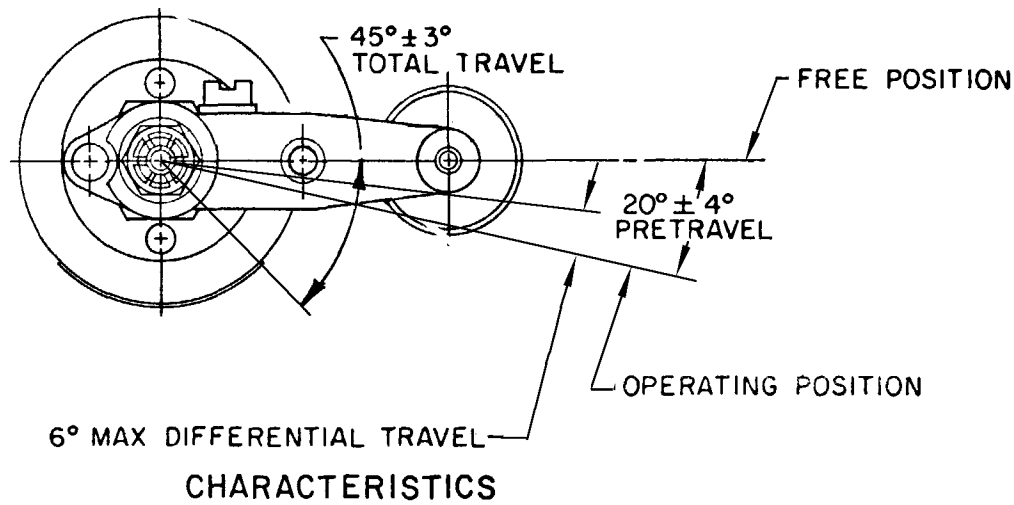 45°±3°
TOTAL TRAVEL
FREE POSITION
20°±4°
PRETRAVEL
OPERATING POSITION
6° MAX DIFFERENTIAL TRAVEL
CHARACTERISTICS